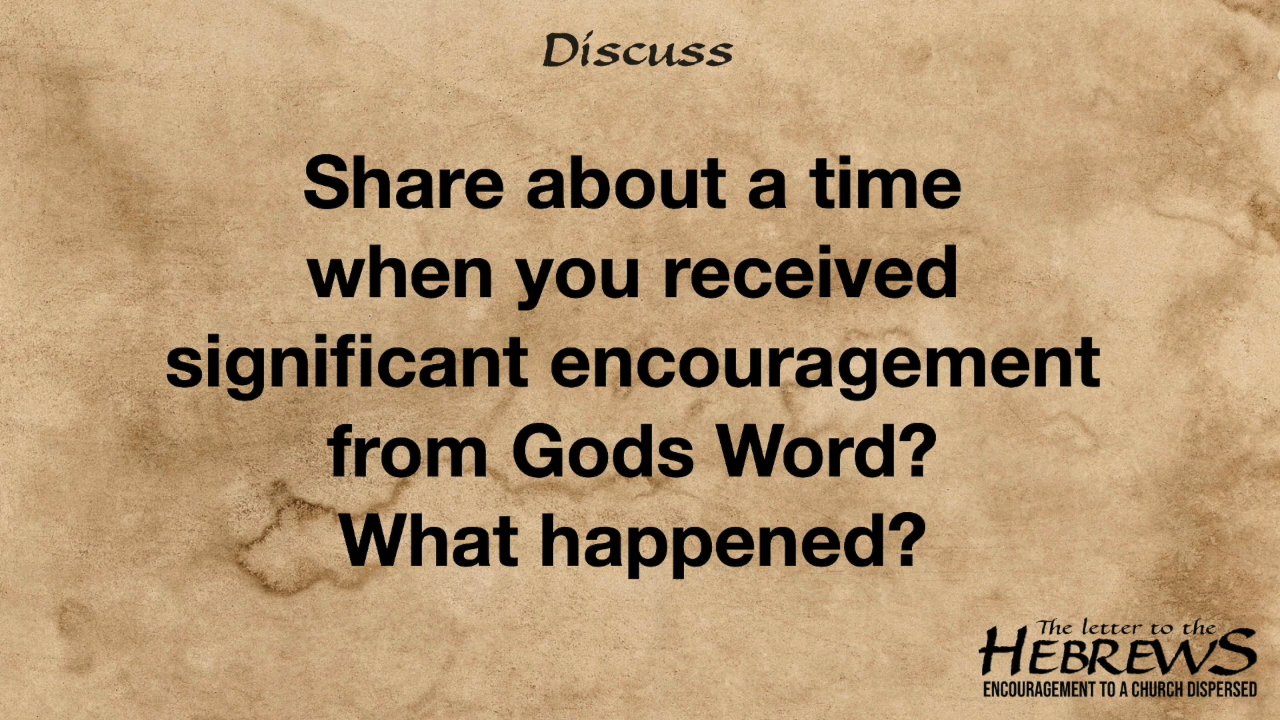 Discuss
Share about a time
when you received
significant encouragement
from Gods Word?
What happened?
The letter to the
HEBREWS
ENCOURAGEMENT TO A CHURCH DISPERSED